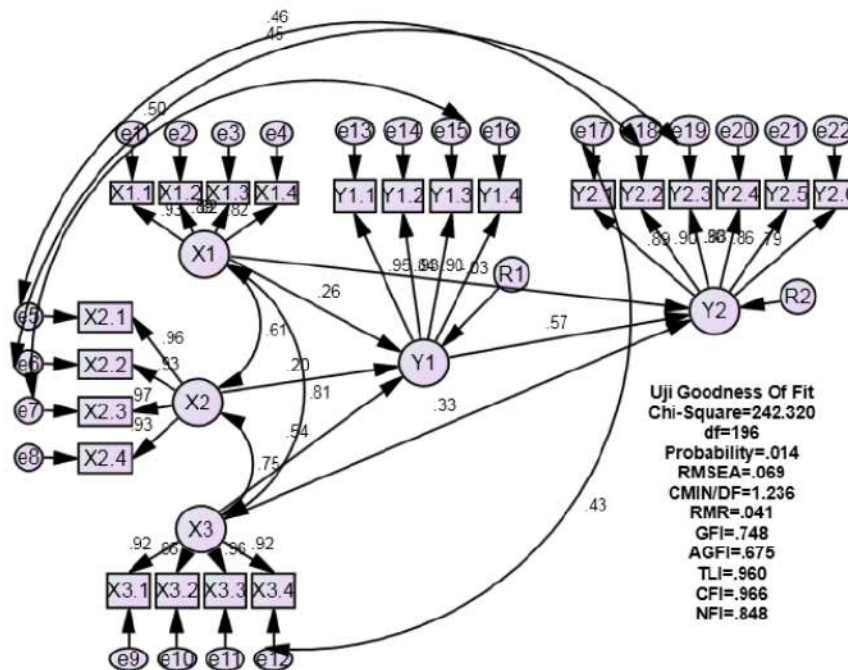 .46
.45
.50
e1 e2 e3 e4 e13 e14 e15 e16 e17 e18 e19 e20 e21 e22
X1.1 X1.2 X1.3 X1.4 Y1.1 Y1.2 Y1.3 Y1.4 Y2.1 Y2.2 Y2.3 Y2.4 Y2.5 Y2.6
.93 .82
.89 .90 .86 .79
X1 .95 .90 .03 R1
Y2 R2
.26
e5 X2.1 .61 .57
.96
e6 X2.2 .93 .20 Y1
e7 X2.3 .97 X2 .81 .33
.93
e8 X2.4 .54
.75
X3 .43
.92 .96 .92
X3.1 X3.2 X3.3 X3.4
e9 e10 e11 e12
Uji Goodness Of Fit
Chi-Square=242.320
df=196
Probability=.014
RMSEA=.069
CMIN/DF=1.236
RMR=.041
GFI=.748
AGFI=.675
TLI=.960
CFI=.966
NFI=.848